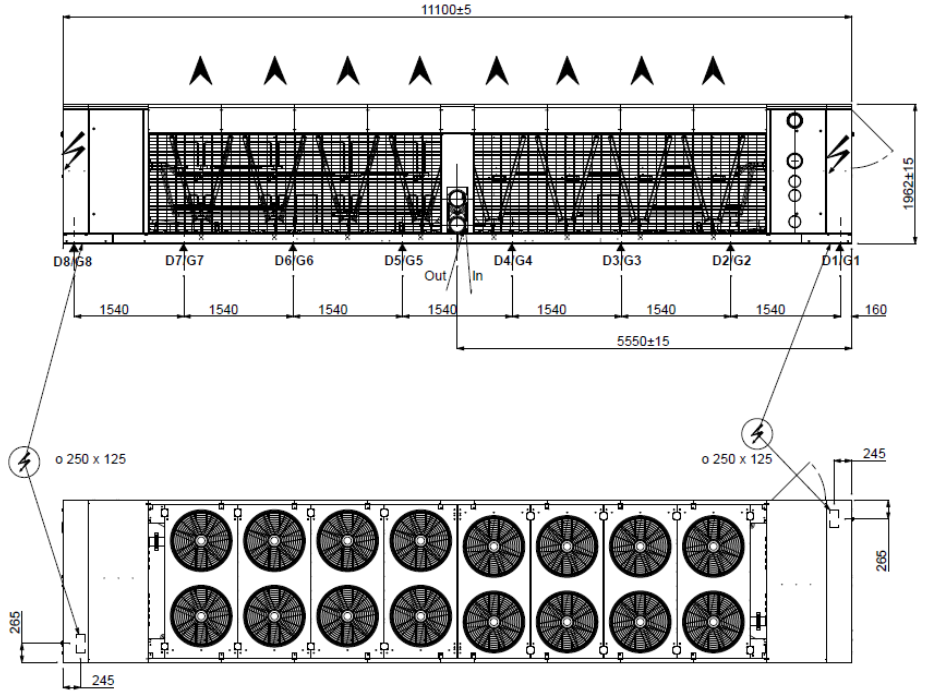 11100±5
1962±15
D8/G8 D7/G7 D6/G6 D5/G5 D4/G4 D3/G3 D2/G2 D1/G1
Out In
1540 1540 1540 1540 1540 1540 1540 160
5550±15
o 250 x 125 o 250 x 125 245
265
265
245